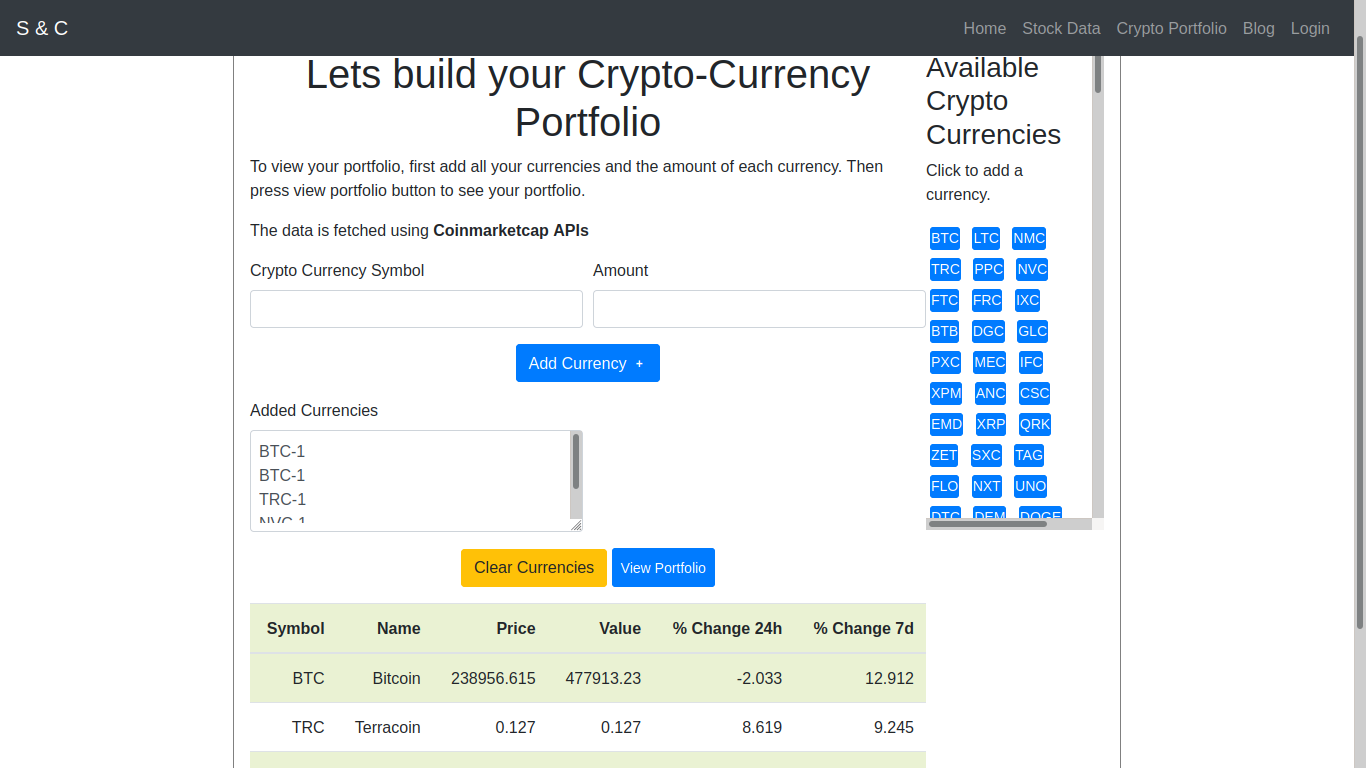 S & C
Home Stock Data Crypto Portfolio Blog Login
Lets build your Crypto-Currency
Portfolio
To view your portfolio, first add all your currencies and the amount of each currency. Then
press view portfolio button to see your portfolio.
The data is fetched using Coinmarketcap APIs
Crypto Currency Symbol Amount
Add Currency +
Added Currencies
BTC-1
BTC-1
TRC-1
NVC-1
Clear Currencies View Portfolio
Symbol Name Price Value % Change 24h % Change 7d
BTC Bitcoin 238956.615 477913.23 -2.033 12.912
TRC Terracoin 0.127 0.127 8.619 9.245
Available
Crypto
Currencies
Click to add a
currency.
BTC LTC NMC
TRC PPC NVC
FTC FRC IXC
BTB DGC GLC
PXC MEC IFC
XPM ANC CSC
EMD XRP QRK
ZET SXC TAG
FLO NXT UNO
DTC DEM DOGE